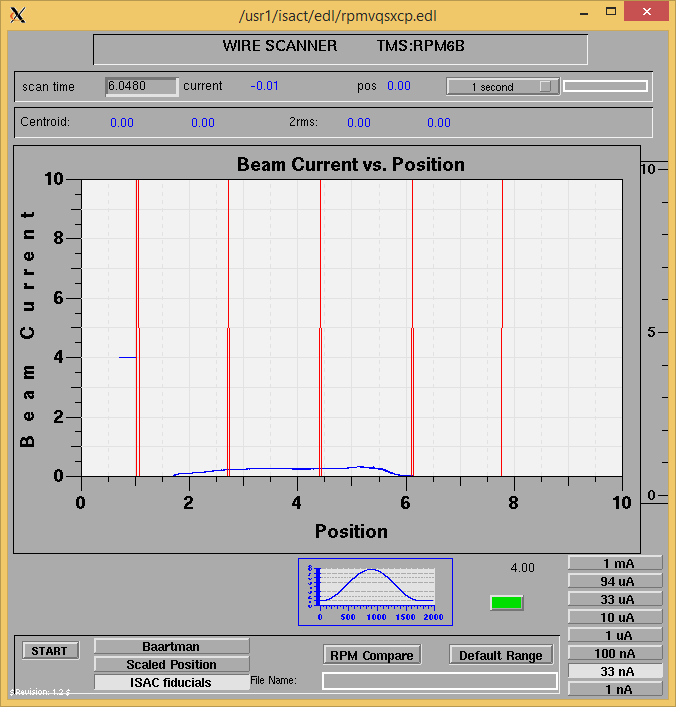 /usr1/isact/edl/rpmvqsxcp.edl
WIRE SCANNER TMS:RPM6B
scan time 6.0480 current -0.01 pos 0.00 1 second
Centroid: 0.00 0.00 2rms: 0.00 0.00
Beam Current vs. Position
10
8
6
4
2
0
Beam Current
0 2 4 6 8 10
Position
10
5
0
8
0 500 1000 1500 2000
4.00
1 mA
94 uA
33 uA
10 uA
1 uA
100 nA
33 nA
1 nA
START
Baartman
Scaled Position
ISAC fiducials
RPM Compare
Default Range
File Name:
$Revision: 1.2 $